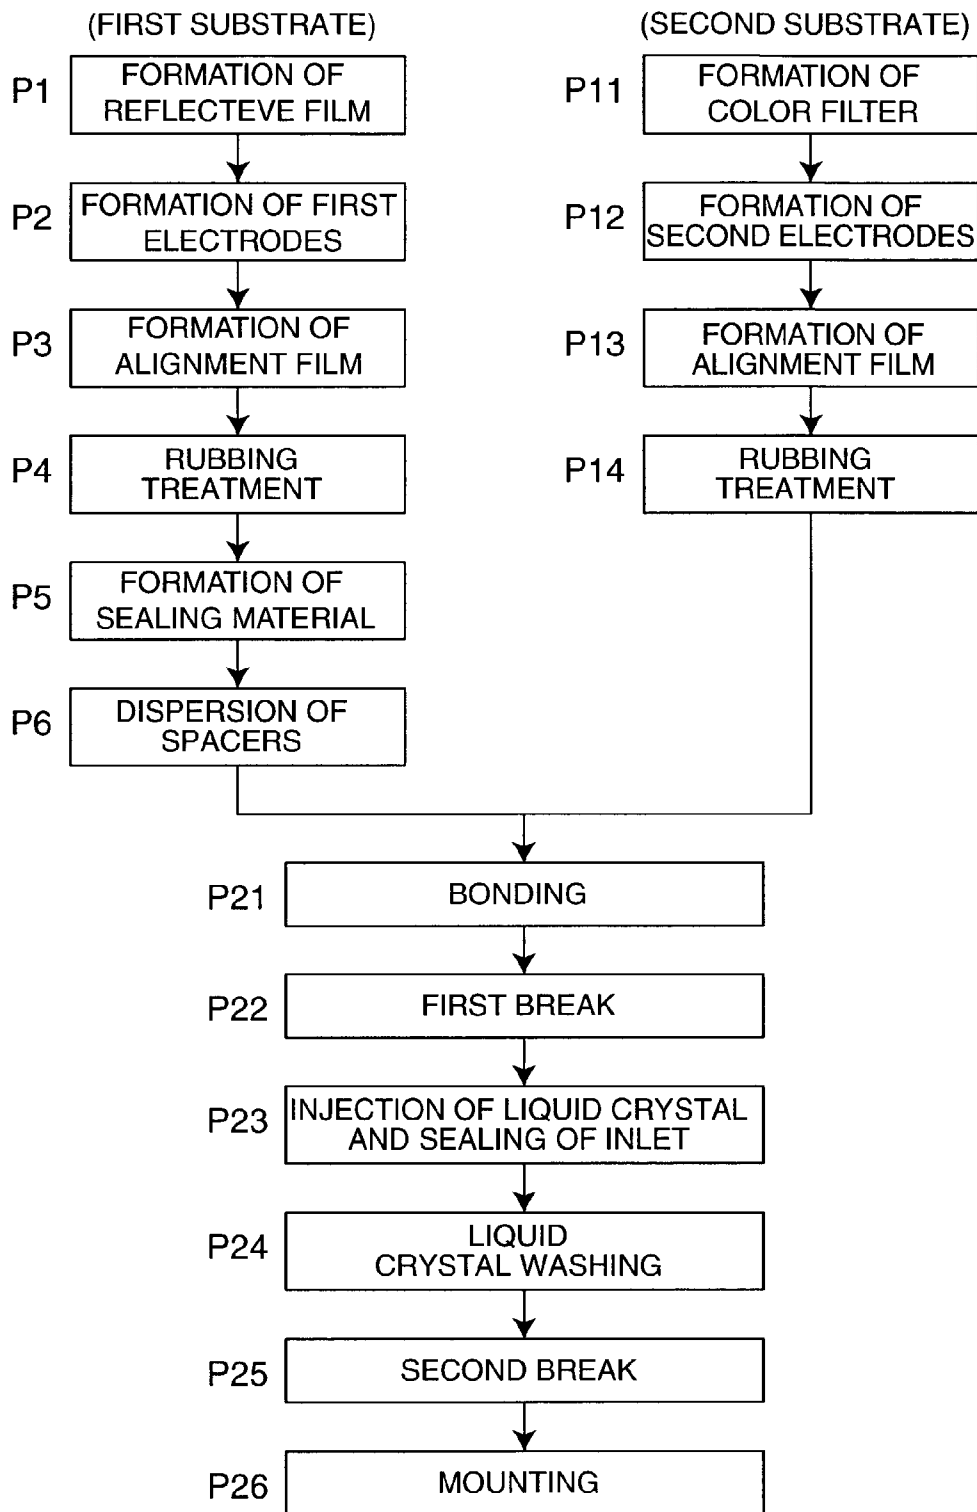 (FIRST SUBSTRATE)
P1
FORMATION OF
REFLECTEVE FILM
P2
FORMATION OF FIRST
ELECTRODES
P3
FORMATION OF
ALIGNMENT FILM
P4
RUBBING
TREATMENT
P5
FORMATION OF
SEALING MATERIAL
P6
DISPERSION OF
SPACERS
(SECOND SUBSTRATE)
P11
FORMATION OF
COLOR FILTER
P12
FORMATION OF
SECOND ELECTRODES
P13
FORMATION OF
ALIGNMENT FILM
P14
RUBBING
TREATMENT
P21
BONDING
P22
FIRST BREAK
P23
INJECTION OF LIQUID CRYSTAL
AND SEALING OF INLET
P24
LIQUID
CRYSTAL WASHING
P25
SECOND BREAK
P26
MOUNTING